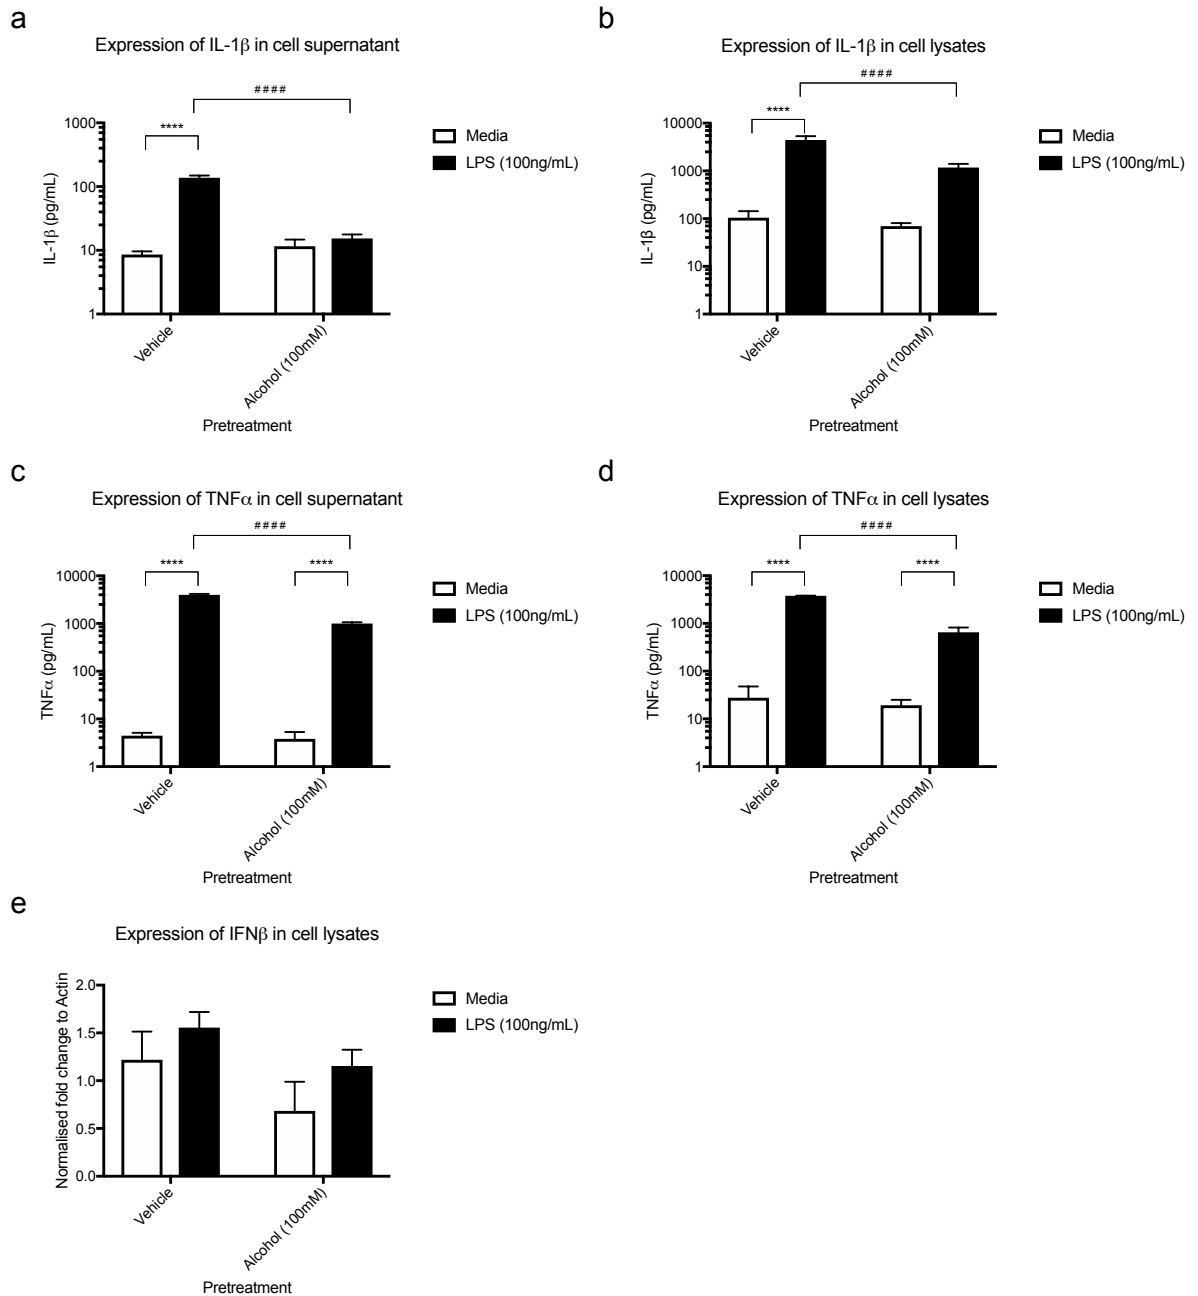 a
Expression of IL-1β in cell supernatant
####
****
1000
100
10
1
IL-1β (pg/mL)
Media
LPS (100ng/mL)
Vehicle
Alcohol (100mM)
Pretreatment
b
Expression of IL-1β in cell lysates
####
****
10000
1000
100
10
1
IL-1β (pg/mL)
Media
LPS (100ng/mL)
Vehicle
Alcohol (100mM)
Pretreatment
c
Expression of TNFα in cell supernatant
####
**** ****
10000
1000
100
10
1
TNFα (pg/mL)
Media
LPS (100ng/mL)
Vehicle
Alcohol (100mM)
Pretreatment
d
Expression of TNFα in cell lysates
####
**** ****
10000
1000
100
10
1
TNFα (pg/mL)
Media
LPS (100ng/mL)
Vehicle
Alcohol (100mM)
Pretreatment
e
Expression of IFNβ in cell lysates
2.0
1.5
1.0
0.5
0.0
Normalised fold change to Actin
Media
LPS (100ng/mL)
Vehicle
Alcohol (100mM)
Pretreatment